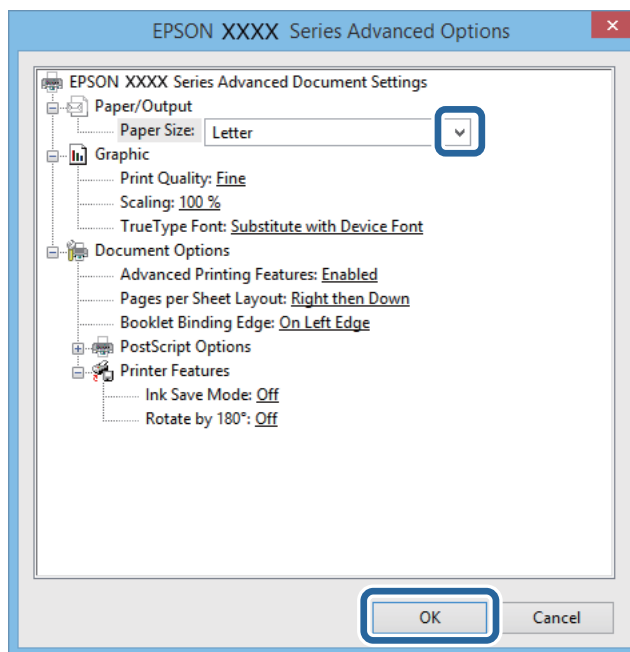 EPSON XXXX Series Advanced Options
EPSON XXXX Series Advanced Document Settings
Paper/Output
Paper Size: Letter
Graphic
Print Quality: Fine
Scaling: 100 %
TrueType Font: Substitute with Device Font
Document Options
Advanced Printing Features: Enabled
Pages per Sheet Layout: Right then Down
Booklet Binding Edge: On Left Edge
PostScript Options
Printer Features
Ink Save Mode: Off
Rotate by 180°: Off
OK Cancel